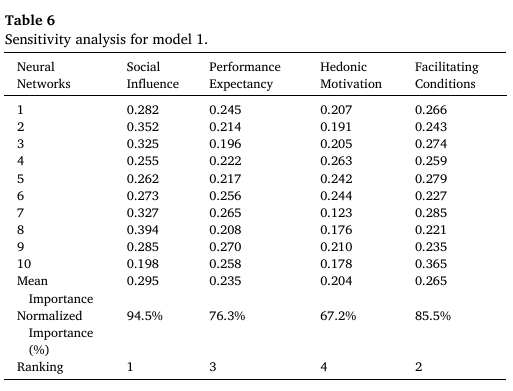 Table 6
Sensitivity analysis for model 1.
Neural Networks Social Influence Performance Expectancy Hedonic Motivation Facilitating Conditions
1 0.282 0.245 0.207 0.266
2 0.352 0.214 0.191 0.243
3 0.325 0.196 0.205 0.274
4 0.255 0.222 0.263 0.259
5 0.262 0.217 0.242 0.279
6 0.273 0.256 0.244 0.227
7 0.327 0.265 0.123 0.285
8 0.394 0.208 0.176 0.221
9 0.285 0.270 0.210 0.235
10 0.198 0.258 0.178 0.365
Mean Importance 0.295 0.235 0.204 0.265
Normalized Importance (%) 94.5% 76.3% 67.2% 85.5%
Ranking 1 3 4 2